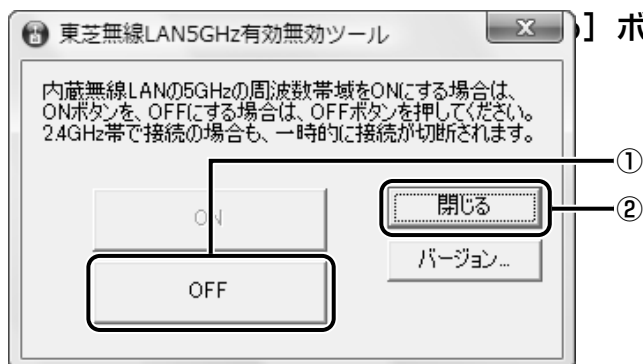 東芝無線LAN5GHz有効無効ツール
］ボ
内蔵無線LANの5GHzの周波数帯域をONにする場合は、
ONボタンを、OFFにする場合は、OFFボタンを押してください。
2.4GHz帯で接続の場合も、一時的に接続が切断されます。
①
ON
閉じる
②
バージョン...
OFF